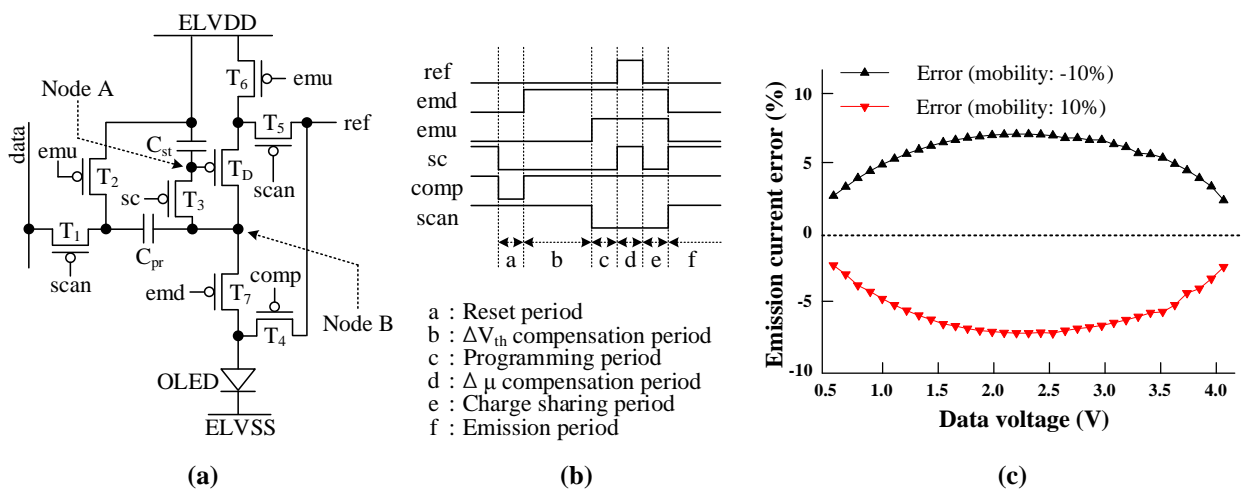 ELVDD
T6
emu
Node A
T5
ref
data
emu
Cst
TD
T2
scan
sc
T3
T1
Cpr
comp
scan
emd
T7
Node B
T4
OLED
ELVSS
(a)
ref
emd
emu
sc
comp
scan
a b c d e f
a : Reset period
b : ΔVth compensation period
c : Programming period
d : Δ μ compensation period
e : Charge sharing period
f : Emission period
(b)
Error (mobility: -10%)
Error (mobility: 10%)
Emission current error (%)
10
5
0
-5
-10
0.5 1.0 1.5 2.0 2.5 3.0 3.5 4.0
Data voltage (V)
(c)